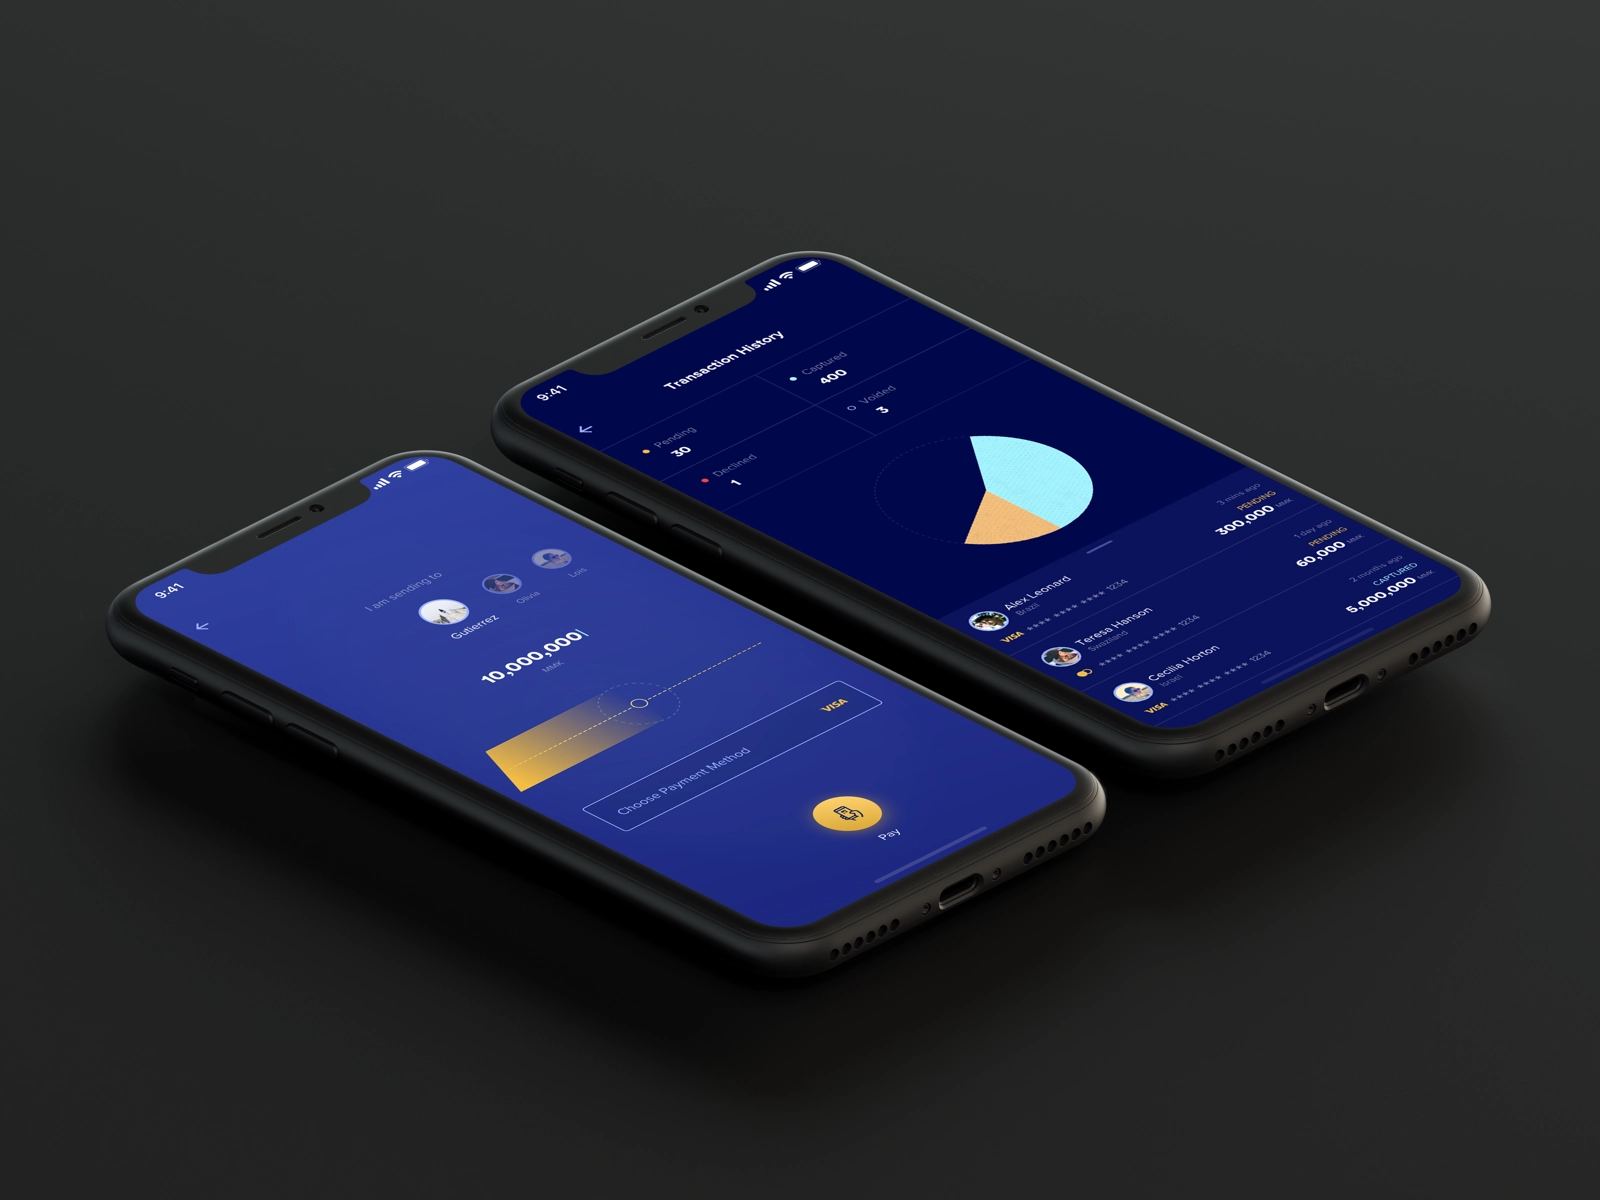 9:41
I am sending to
Gutierrez
Olivia
Lois
10,000,000
MMK
Choose Payment Method
VISA
Pay
9:41
Transaction History
Pending
30
Captured
400
Declined
1
Voided
3
Alex Leonard
Brazil
VISA **** **** **** 1234
3 mins ago
PENDING
300,000 MMK
Teresa Hanson
Swaziland
**** **** **** 1234
1 day ago
PENDING
60,000 MMK
Cecilia Horton
Israel
VISA **** **** **** 1234
2 months ago
CAPTURED
5,000,000 MMK